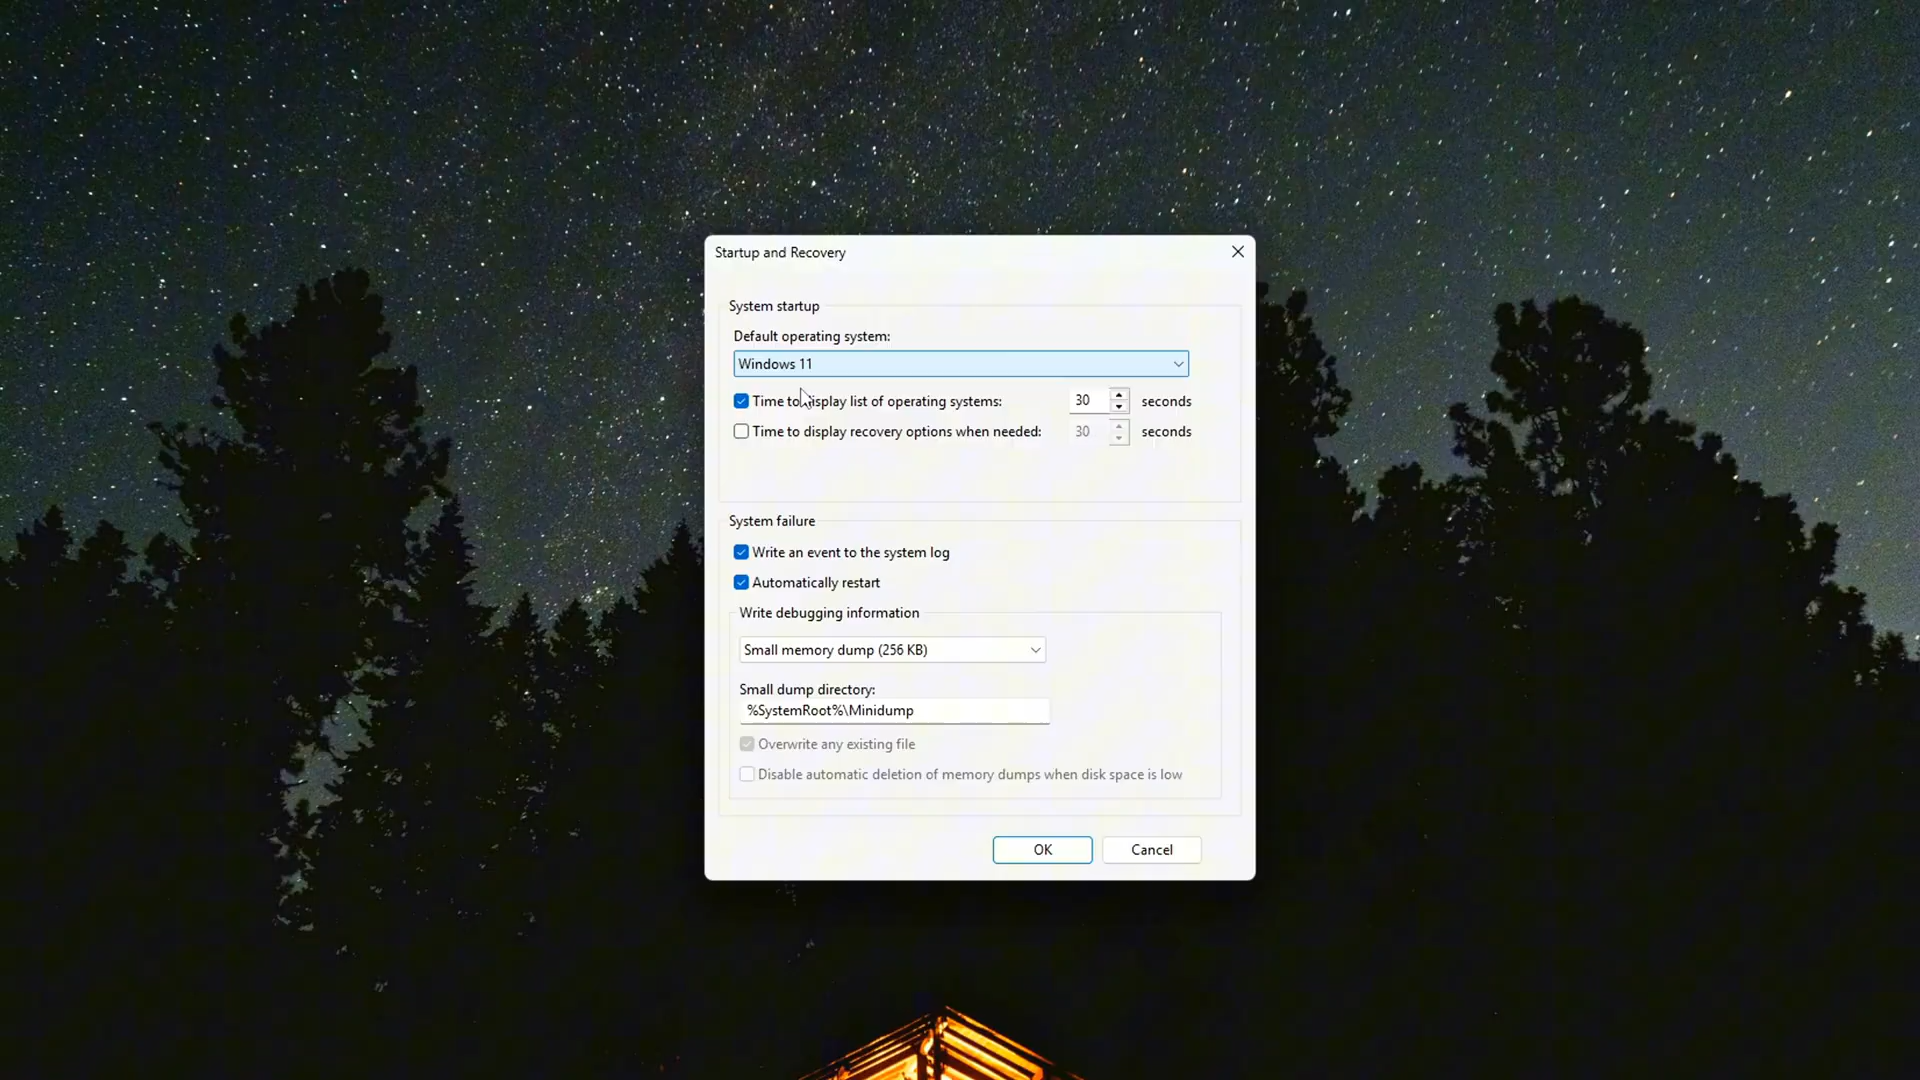 Startup and Recovery
System startup
Default operating system:
Windows 11
Time to display list of operating systems: 30 seconds
Time to display recovery options when needed: 30 seconds
System failure
Write an event to the system log
Automatically restart
Write debugging information
Small memory dump (256 KB)
Small dump directory:
%SystemRoot%\Minidump
Overwrite any existing file
Disable automatic deletion of memory dumps when disk space is low
OK Cancel